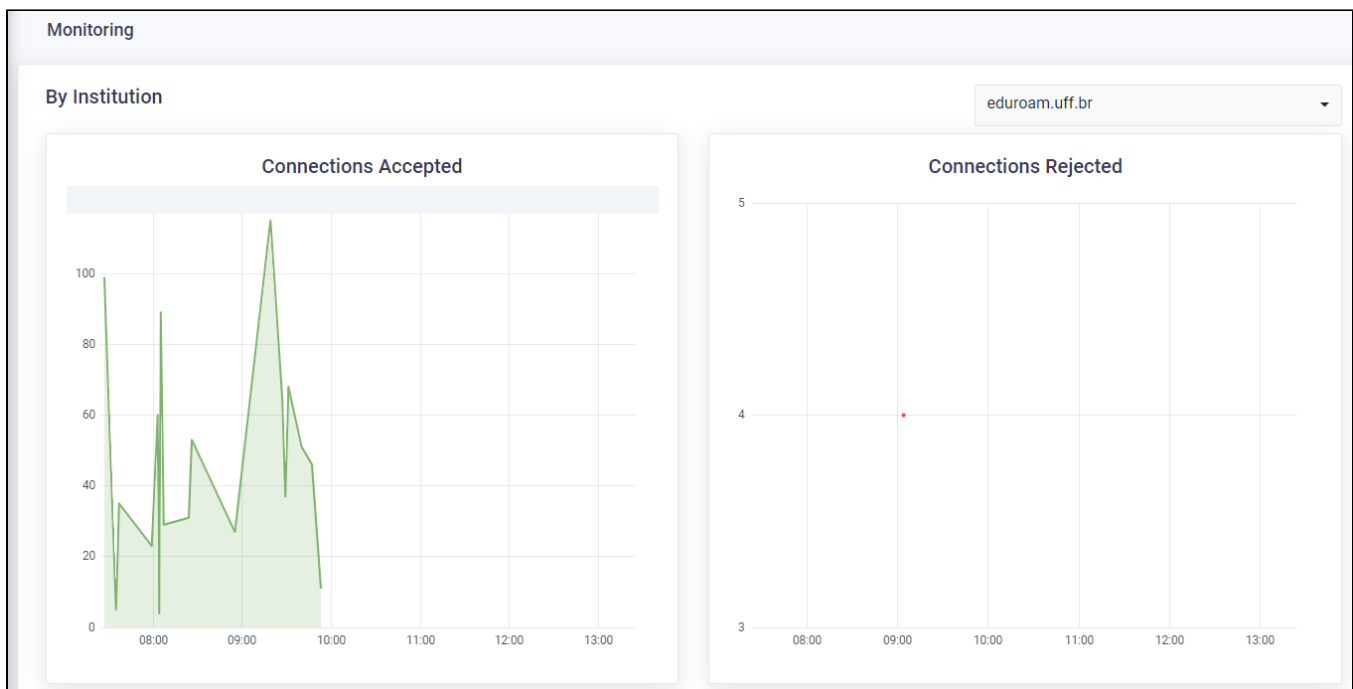 Monitoring
By Institution
eduroam.uff.br
Connections Accepted
100
80
60
40
20
0
08:00 09:00 10:00 11:00 12:00 13:00
Connections Rejected
5
4
3
08:00 09:00 10:00 11:00 12:00 13:00